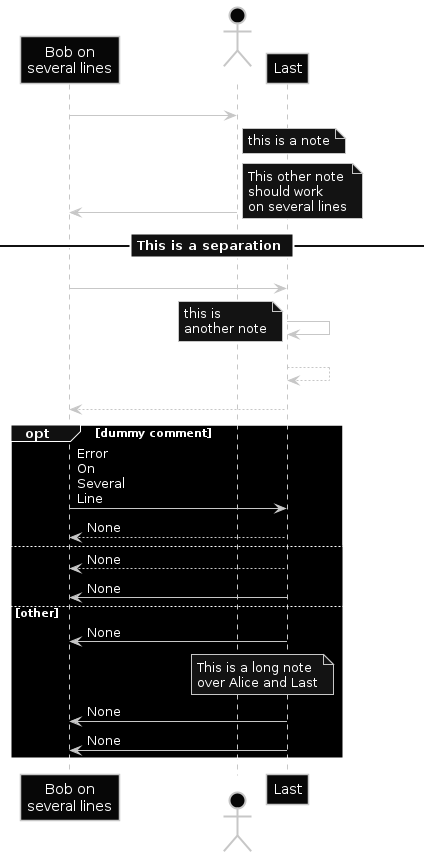 Bob on
several lines
Last
this is a note
This other note
should work
on several lines
This is a separation
this is
another note
opt
[dummy comment]
Error
On
Several
Line
None
None
None
[other]
None
This is a long note
over Alice and Last
None
None
Bob on
several lines
Last